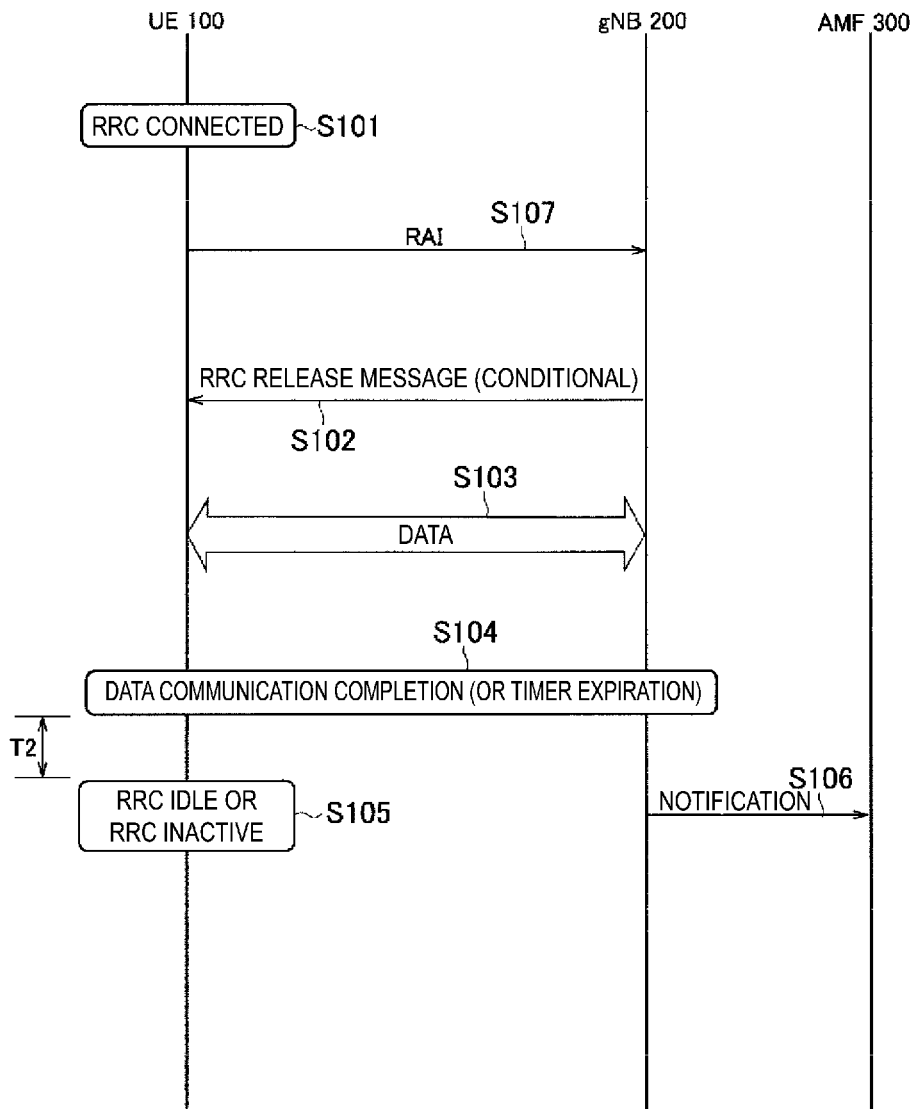 UE 100
gNB 200
AMF 300
RRC CONNECTED
S101
S107
RAI
RRC RELEASE MESSAGE (CONDITIONAL)
S102
S103
DATA
S104
DATA COMMUNICATION COMPLETION (OR TIMER EXPIRATION)
T2
RRC IDLE OR
RRC INACTIVE
S105
S106
NOTIFICATION